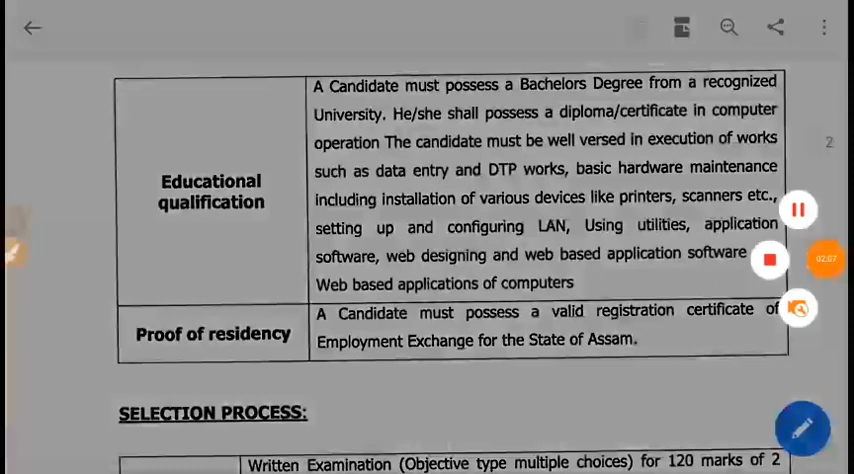 2
Educational
qualification
A Candidate must possess a Bachelors Degree from a recognized
University. He/she shall possess a diploma/certificate in computer
operation The candidate must be well versed in execution of works
such as data entry and DTP works, basic hardware maintenance
including installation of various devices like printers, scanners etc.,
setting up and configuring LAN, Using utilities, application
software, web designing and web based application software
Web based applications of computers
Proof of residency
A Candidate must possess a valid registration certificate of
Employment Exchange for the State of Assam.
SELECTION PROCESS:
Written Examination (Objective type multiple choices) for 120 marks of 2
02:07